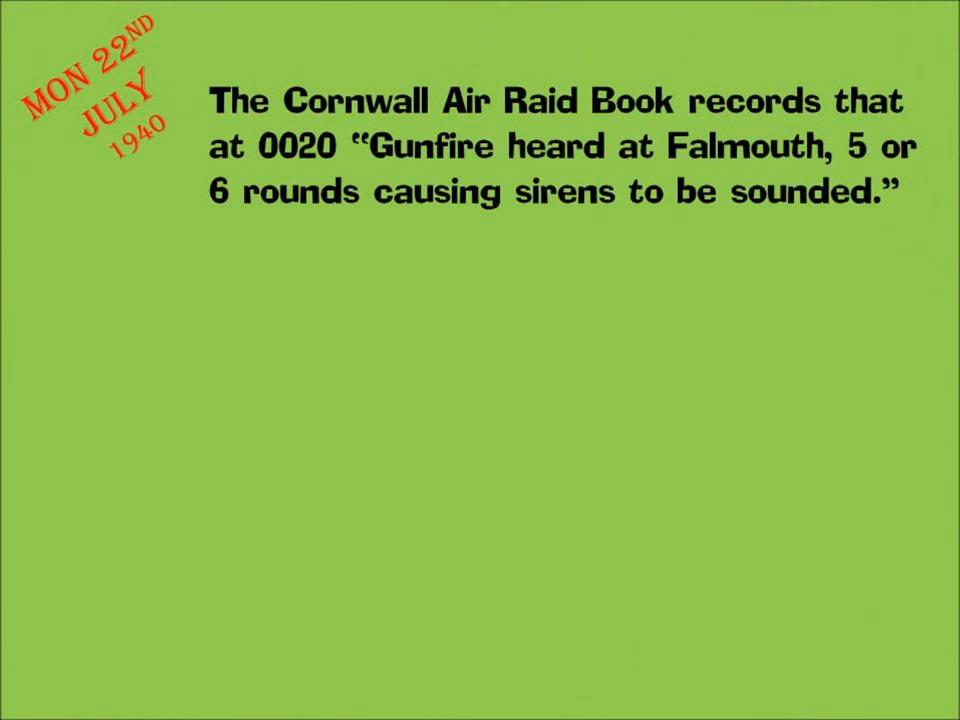 MON 22ND
JULY
1940
The Cornwall Air Raid Book records that
at 0020 “Gunfire heard at Falmouth, 5 or
6 rounds causing sirens to be sounded.”